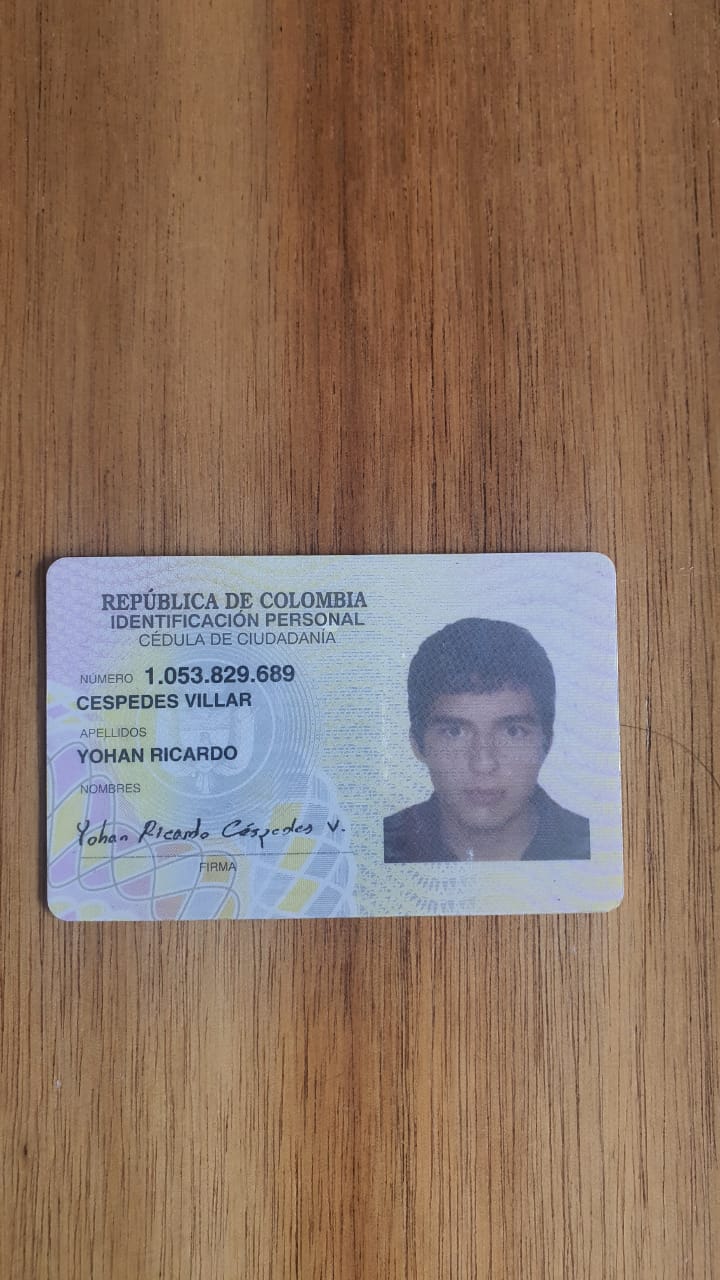 REPÚBLICA DE COLOMBIA
IDENTIFICACIÓN PERSONAL
CÉDULA DE CIUDADANÍA
NÚMERO 1.053.829.689
CESPEDES VILLAR
APELLIDOS
YOHAN RICARDO
NOMBRES
Yohan Ricardo Céspedes V.
FIRMA